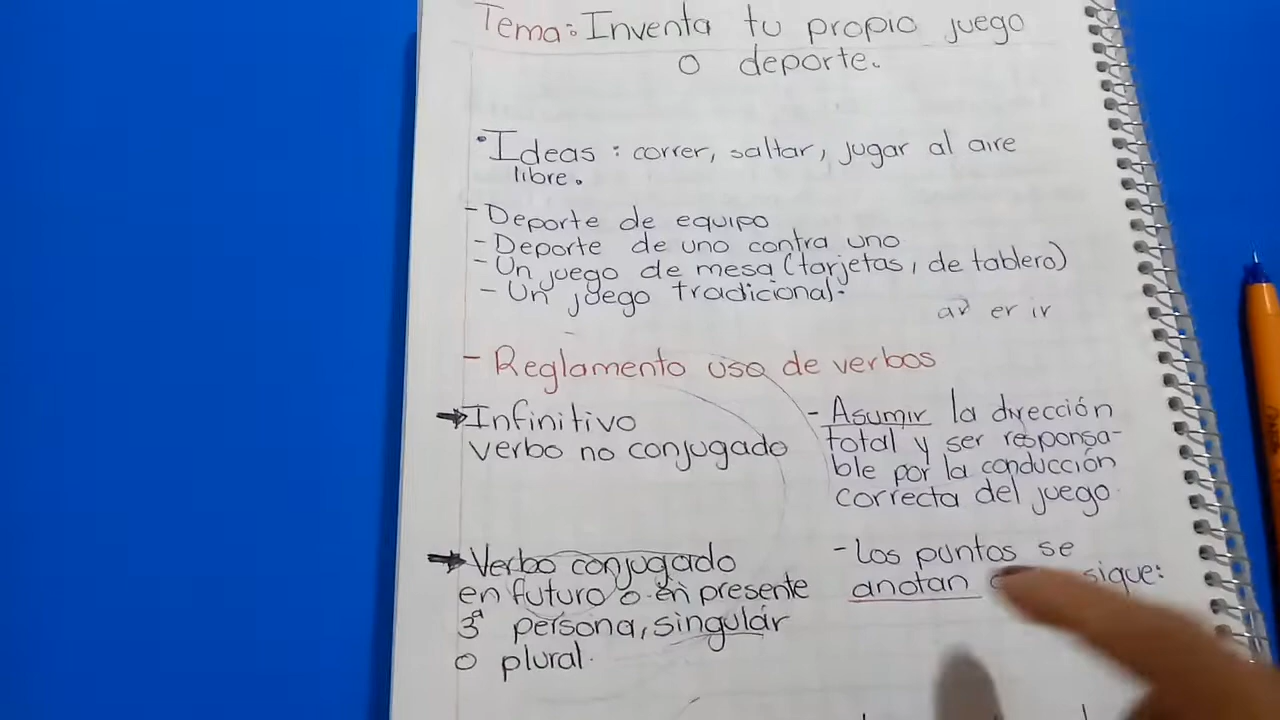 Tema: Inventa tu propio juego
o deporte.
•Ideas : correr, saltar, jugar al aire
libre.
- Deporte de equipo
- Deporte de uno contra uno
- Un juego de mesa (tarjetas, de tablero)
- Un juego tradicional.
ar er ir
- Reglamento uso de verbos
→Infinitivo
verbo no conjugado
- Asumir la dirección
total y ser responsa-
ble por la conducción
correcta del juego.
→Verbo conjugado
en futuro o en presente
3ª persona, singular
o plural.
- Los puntos se
anotan sigue: